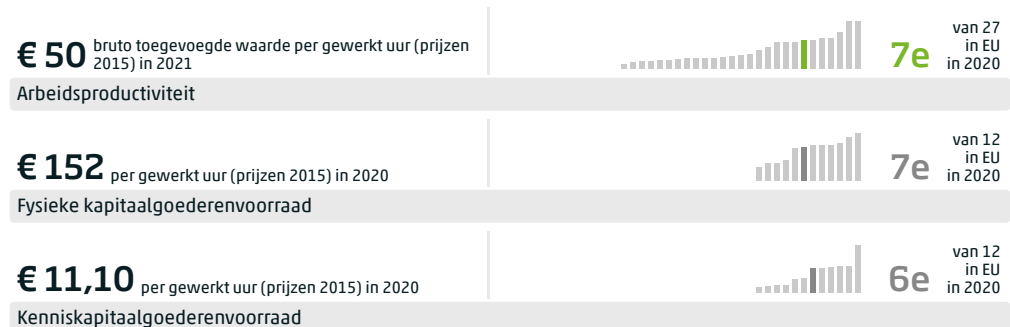 € 50 bruto toegevoegde waarde per gewerkt uur (prijzen
2015) in 2021
7e
van 27
in EU
in 2020
Arbeidsproductiviteit
€ 152 per gewerkt uur (prijzen 2015) in 2020
7e
van 12
in EU
in 2020
Fysieke kapitaalgoederenvoorraad
€ 11,10 per gewerkt uur (prijzen 2015) in 2020
6e
van 12
in EU
in 2020
Kenniskapitaalgoederenvoorraad